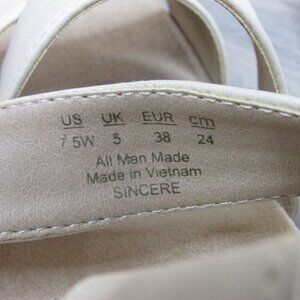 US UK EUR cm
7 5W 5 38 24
All Man Made
Made in Vietnam
SINCERE